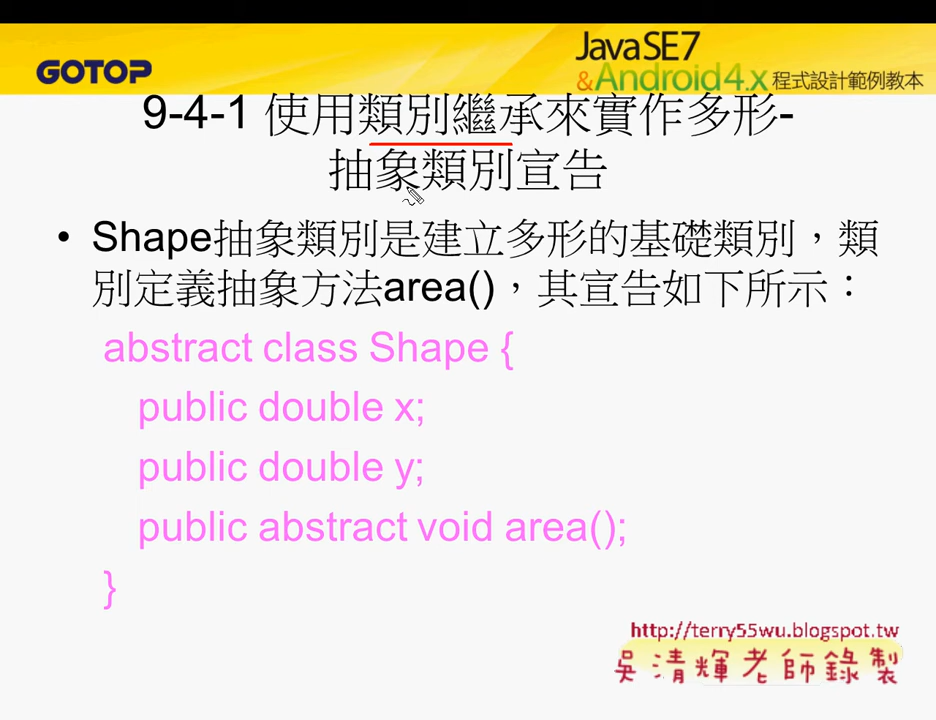 GOTOP
JavaSE7
&Android4.x 程式設計範例教本
9-4-1 使用類別繼承來實作多形-
抽象類別宣告
• Shape抽象類別是建立多形的基礎類別，類
別定義抽象方法area()，其宣告如下所示：
abstract class Shape {
public double x;
public double y;
public abstract void area();
}
http://terry55wu.blogspot.tw
吳清輝老師錄製